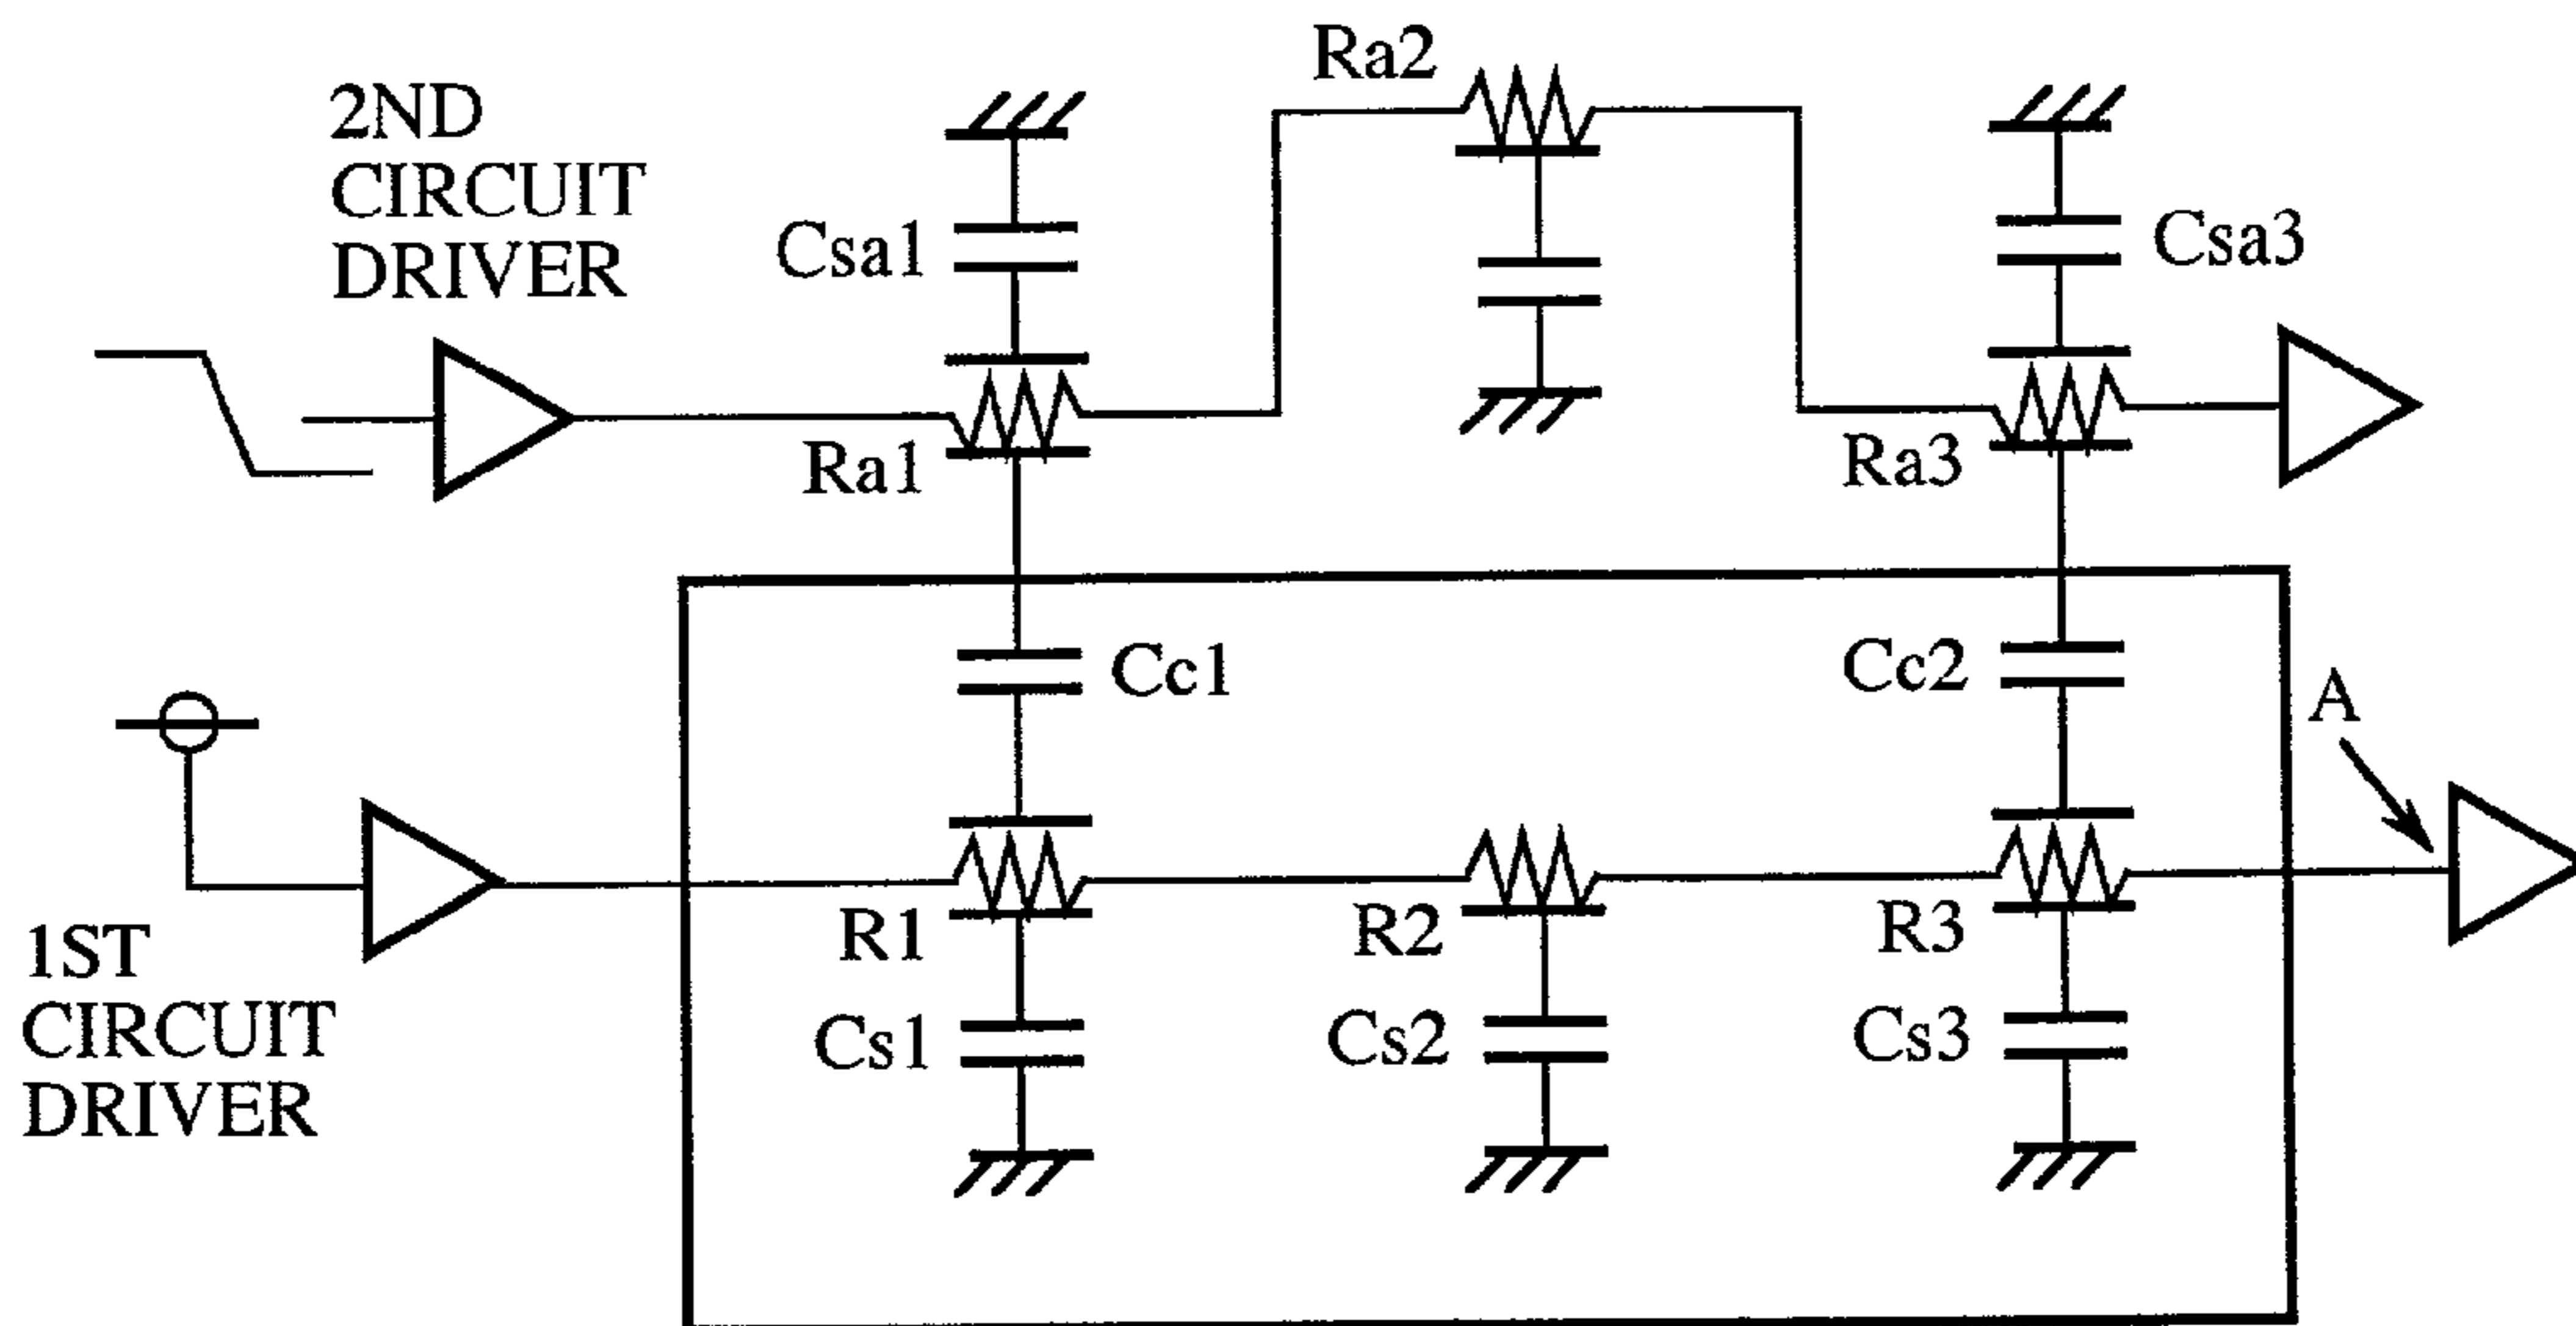 Ra2
2ND
CIRCUIT
DRIVER
Csa1
Csa3
Ra1
Ra3
Cc1
Cc2
A
1ST
CIRCUIT
DRIVER
R1
R2
R3
Cs1
Cs2
Cs3